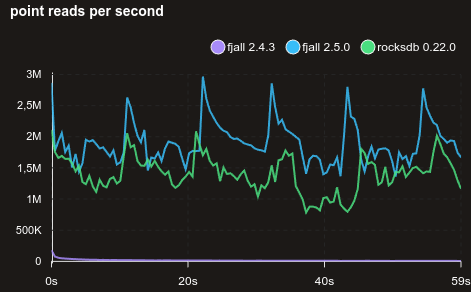 point reads per second
fjall 2.4.3 fjall 2.5.0 rocksdb 0.22.0
3M
2.5M
2M
1.5M
1M
500K
0
0s 20s 40s 59s